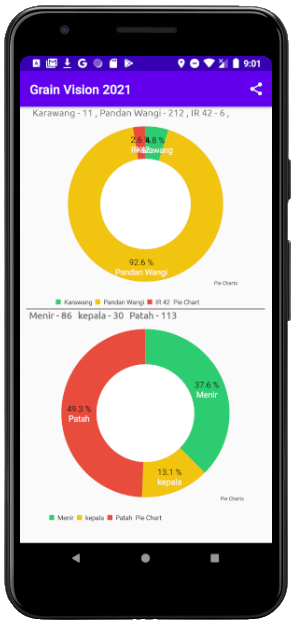 9:01
Grain Vision 2021
Karawang - 11 , Pandan Wangi - 212 , IR 42 - 6 ,
2.6 % 4.8 %
IR 42 Karawang
92.6 %
Pandan Wangi
Pie Charts
Karawang Pandan Wangi IR 42 Pie Chart
Menir - 86 kepala - 30 Patah - 113
37.6 %
Menir
49.3 %
Patah
13.1 %
kepala
Pie Charts
Menir kepala Patah Pie Chart